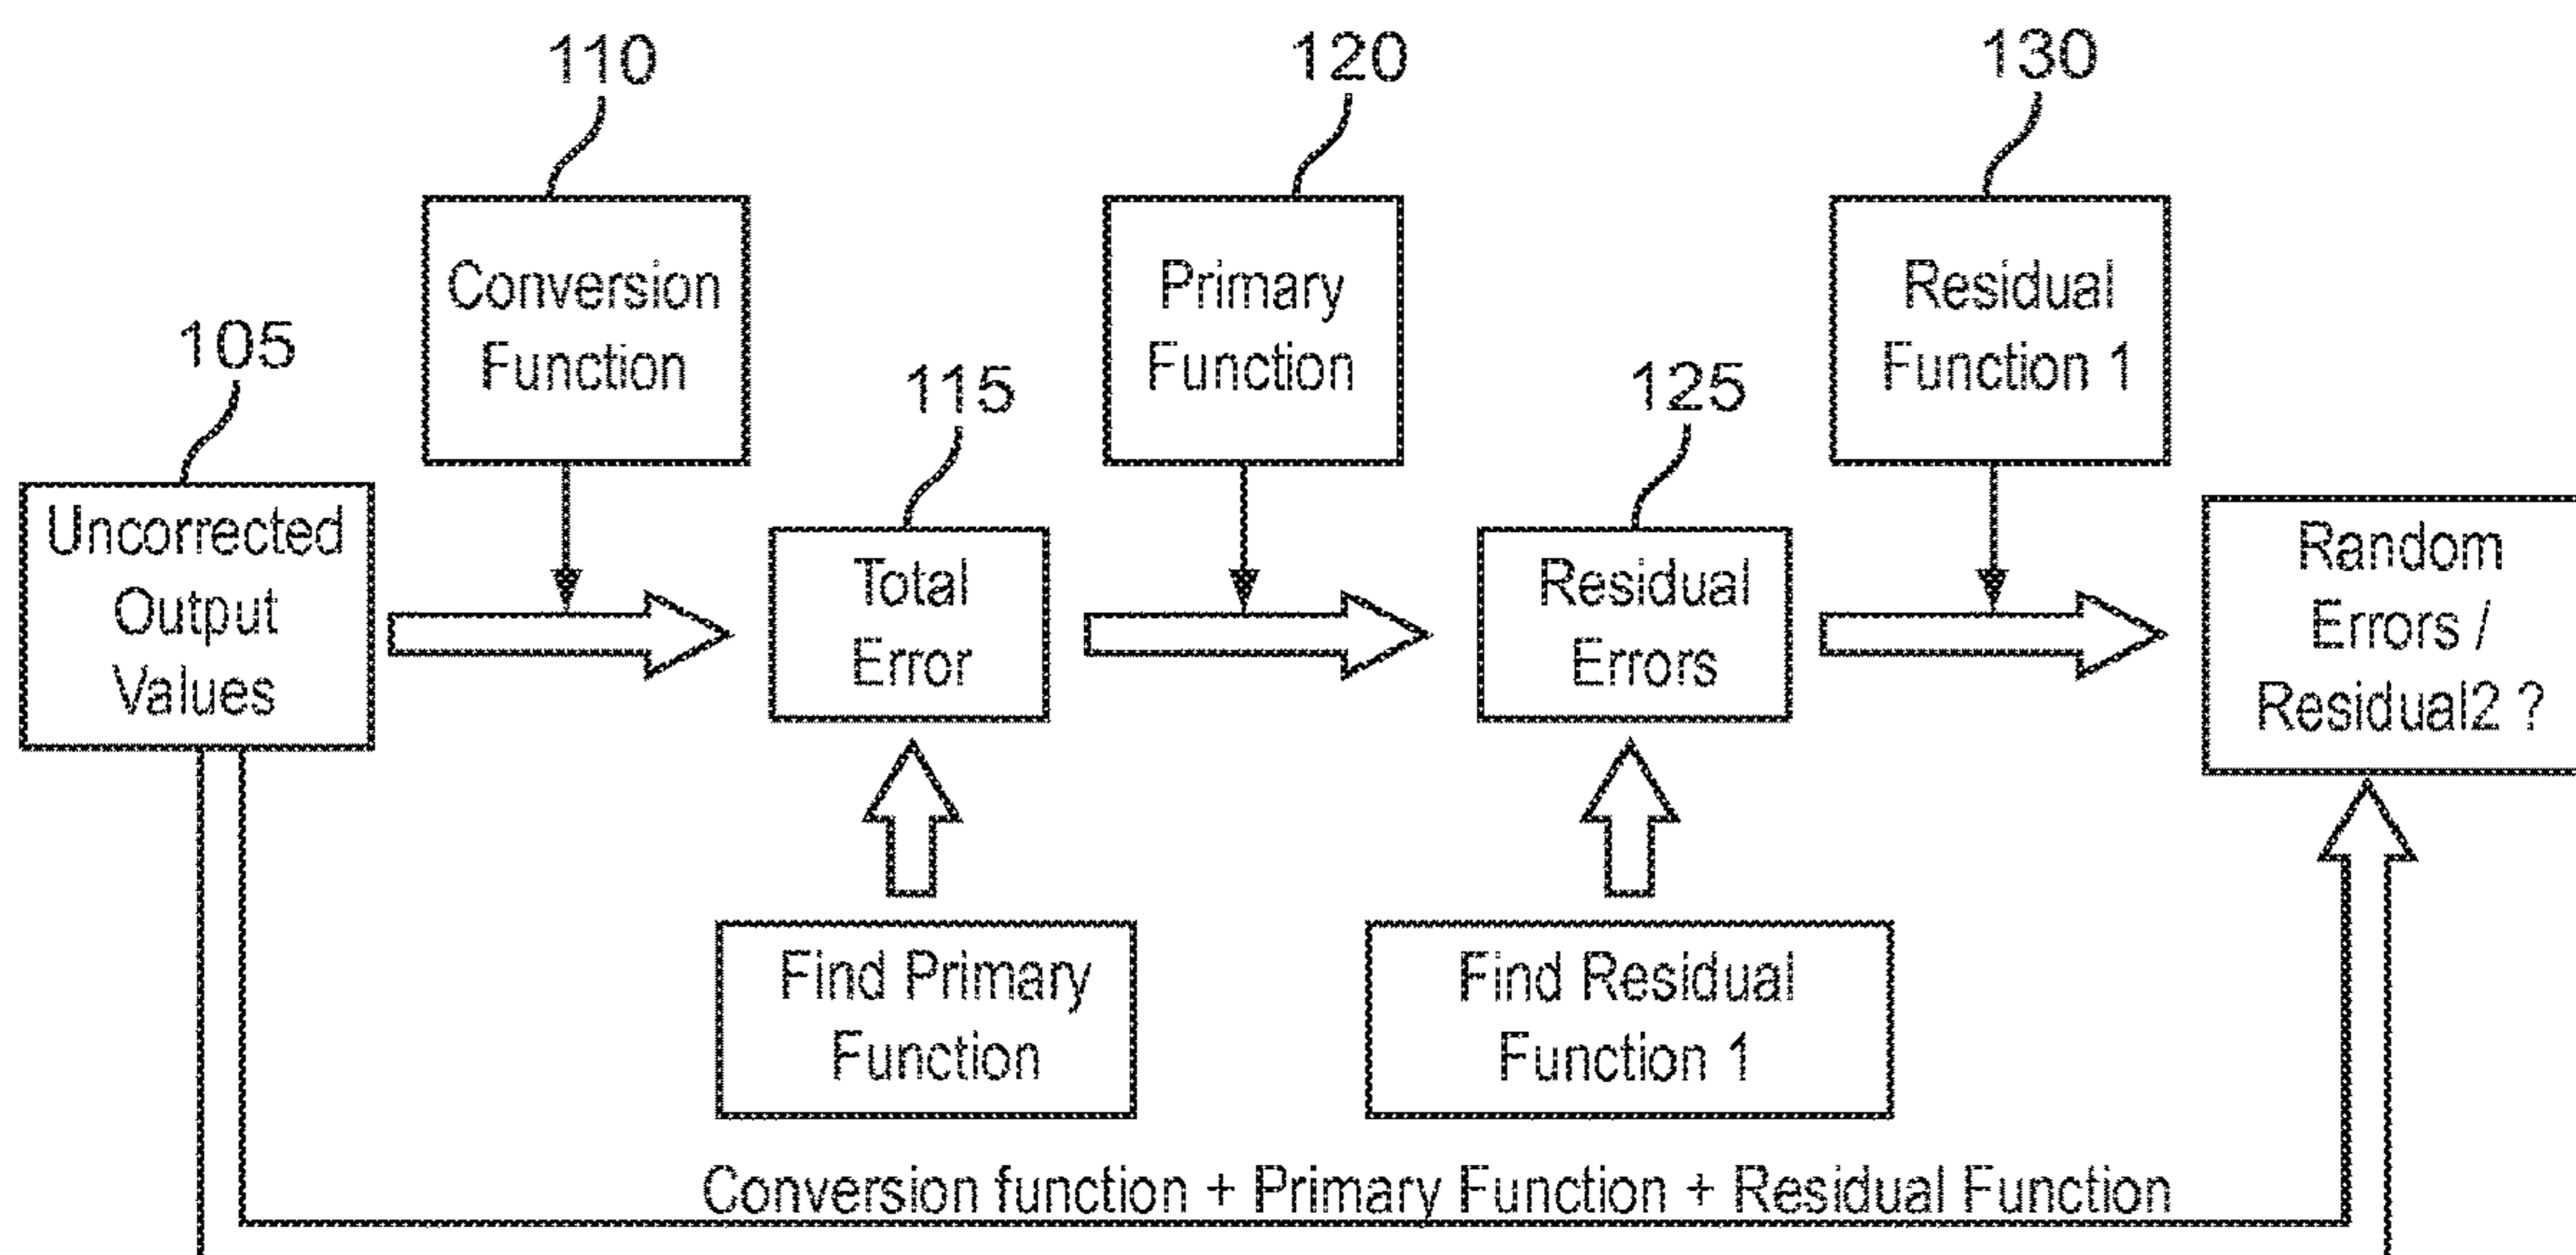 110
120
130
Conversion
Function
Primary
Function
Residual
Function 1
105
115
125
Uncorrected
Output
Values
Total
Error
Residual
Errors
Random
Errors /
Residual2 ?
Find Primary
Function
Find Residual
Function 1
Conversion function + Primary Function + Residual Function